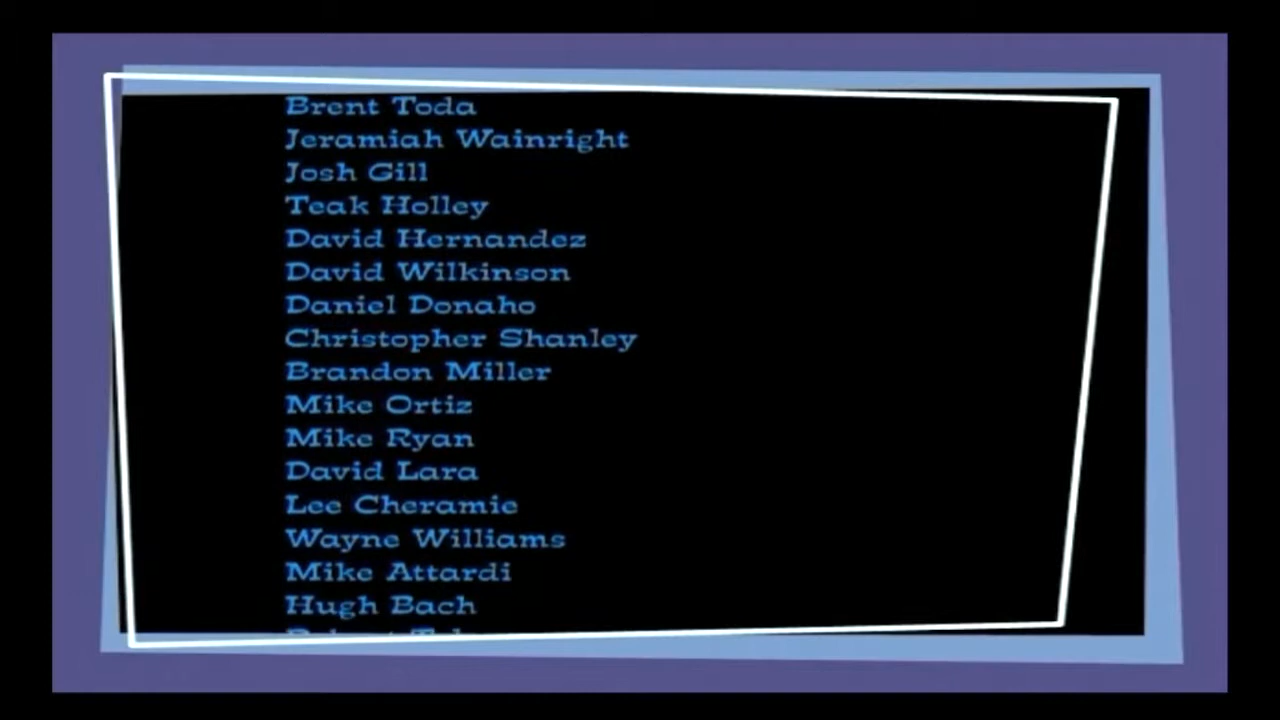 Brent Toda
Jeramiah Wainright
Josh Gill
Teak Holley
David Hernandez
David Wilkinson
Daniel Donaho
Christopher Shanley
Brandon Miller
Mike Ortiz
Mike Ryan
David Lara
Lee Cheramie
Wayne Williams
Mike Attardi
Hugh Bach